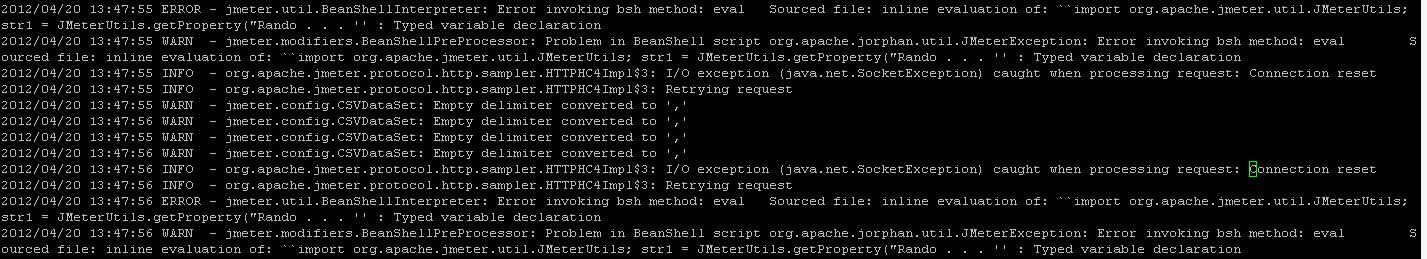 2012/04/20 13:47:55 ERROR - jmeter.util.BeanShellInterpreter: Error invoking bsh method: eval   Sourced file: inline evaluation of: ``import org.apache.jmeter.util.JMeterUtils;
str1 = JMeterUtils.getProperty("Rando . . . '' : Typed variable declaration
2012/04/20 13:47:55 WARN  - jmeter.modifiers.BeanShellPreProcessor: Problem in BeanShell script org.apache.jorphan.util.JMeterException: Error invoking bsh method: eval        S
ourced file: inline evaluation of: ``import org.apache.jmeter.util.JMeterUtils; str1 = JMeterUtils.getProperty("Rando . . . '' : Typed variable declaration
2012/04/20 13:47:55 INFO  - org.apache.jmeter.protocol.http.sampler.HTTPHC4Impl$3: I/O exception (java.net.SocketException) caught when processing request: Connection reset
2012/04/20 13:47:55 INFO  - org.apache.jmeter.protocol.http.sampler.HTTPHC4Impl$3: Retrying request
2012/04/20 13:47:55 WARN  - jmeter.config.CSVDataSet: Empty delimiter converted to ','
2012/04/20 13:47:56 WARN  - jmeter.config.CSVDataSet: Empty delimiter converted to ','
2012/04/20 13:47:56 WARN  - jmeter.config.CSVDataSet: Empty delimiter converted to ','
2012/04/20 13:47:56 WARN  - jmeter.config.CSVDataSet: Empty delimiter converted to ','
2012/04/20 13:47:56 INFO  - org.apache.jmeter.protocol.http.sampler.HTTPHC4Impl$3: I/O exception (java.net.SocketException) caught when processing request: Connection reset
2012/04/20 13:47:56 INFO  - org.apache.jmeter.protocol.http.sampler.HTTPHC4Impl$3: Retrying request
2012/04/20 13:47:56 ERROR - jmeter.util.BeanShellInterpreter: Error invoking bsh method: eval   Sourced file: inline evaluation of: ``import org.apache.jmeter.util.JMeterUtils;
str1 = JMeterUtils.getProperty("Rando . . . '' : Typed variable declaration
2012/04/20 13:47:56 WARN  - jmeter.modifiers.BeanShellPreProcessor: Problem in BeanShell script org.apache.jorphan.util.JMeterException: Error invoking bsh method: eval        S
ourced file: inline evaluation of: ``import org.apache.jmeter.util.JMeterUtils; str1 = JMeterUtils.getProperty("Rando . . . '' : Typed variable declaration